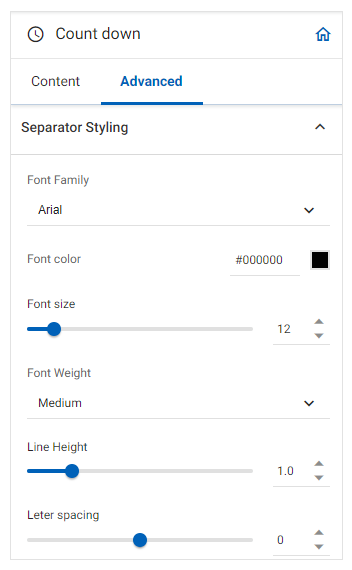 Count down
Content Advanced
Separator Styling
Font Family
Arial
Font color #000000
Font size
12
Font Weight
Medium
Line Height
1.0
Leter spacing
0